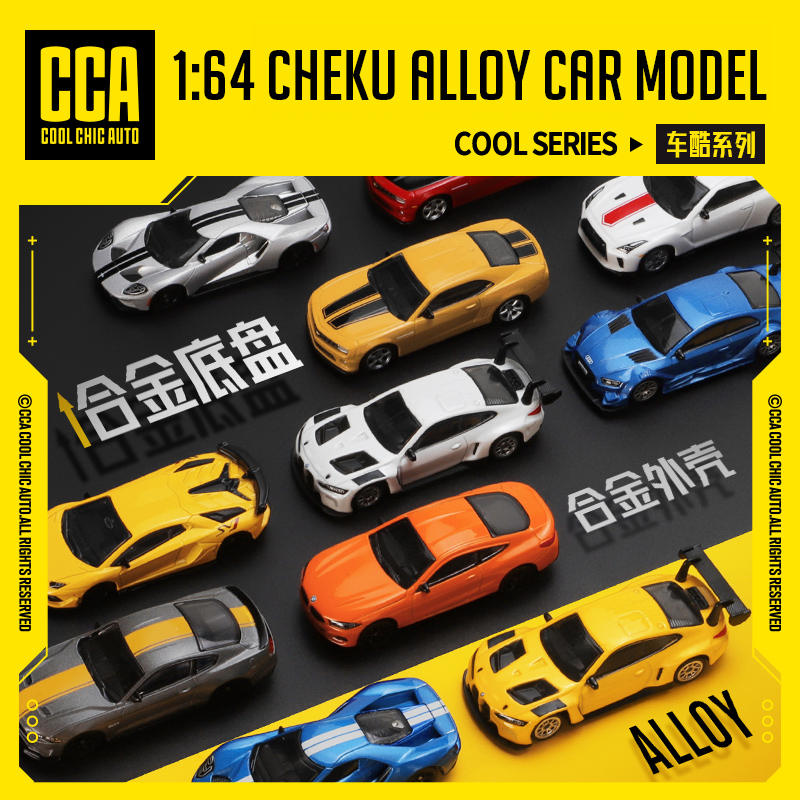 CCA
COOL CHIC AUTO
1:64 CHEKU ALLOY CAR MODEL
COOL SERIES
车酷系列
合金底盘
合金外壳
©CCA COOL CHIC AUTO.ALL RIGHTS RESERVED
©CCA COOL CHIC AUTO.ALL RIGHTS RESERVED
ALLOY